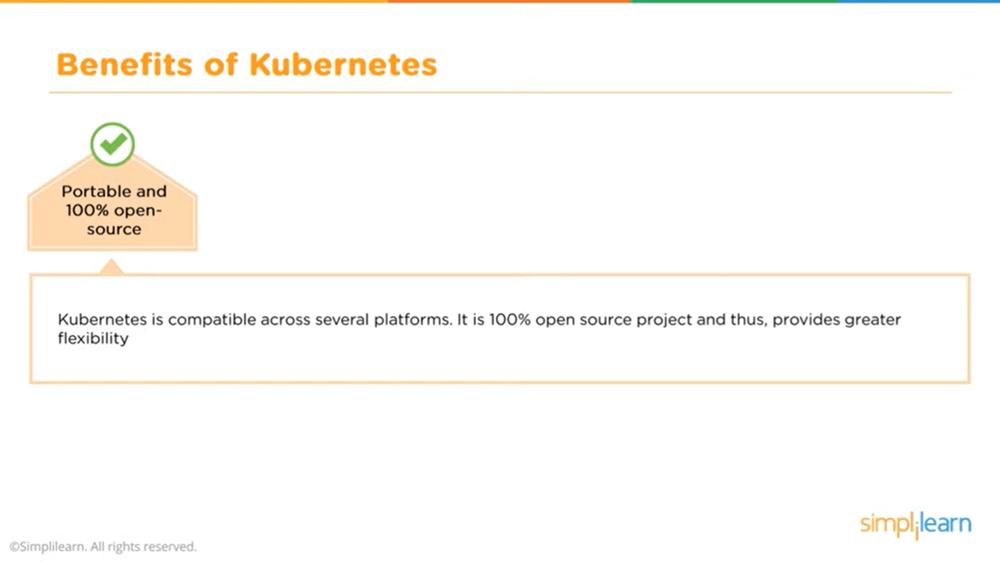 Benefits of Kubernetes
Portable and
100% open-
source
Kubernetes is compatible across several platforms. It is 100% open source project and thus, provides greater
flexibility
simplilearn
©Simplilearn. All rights reserved.